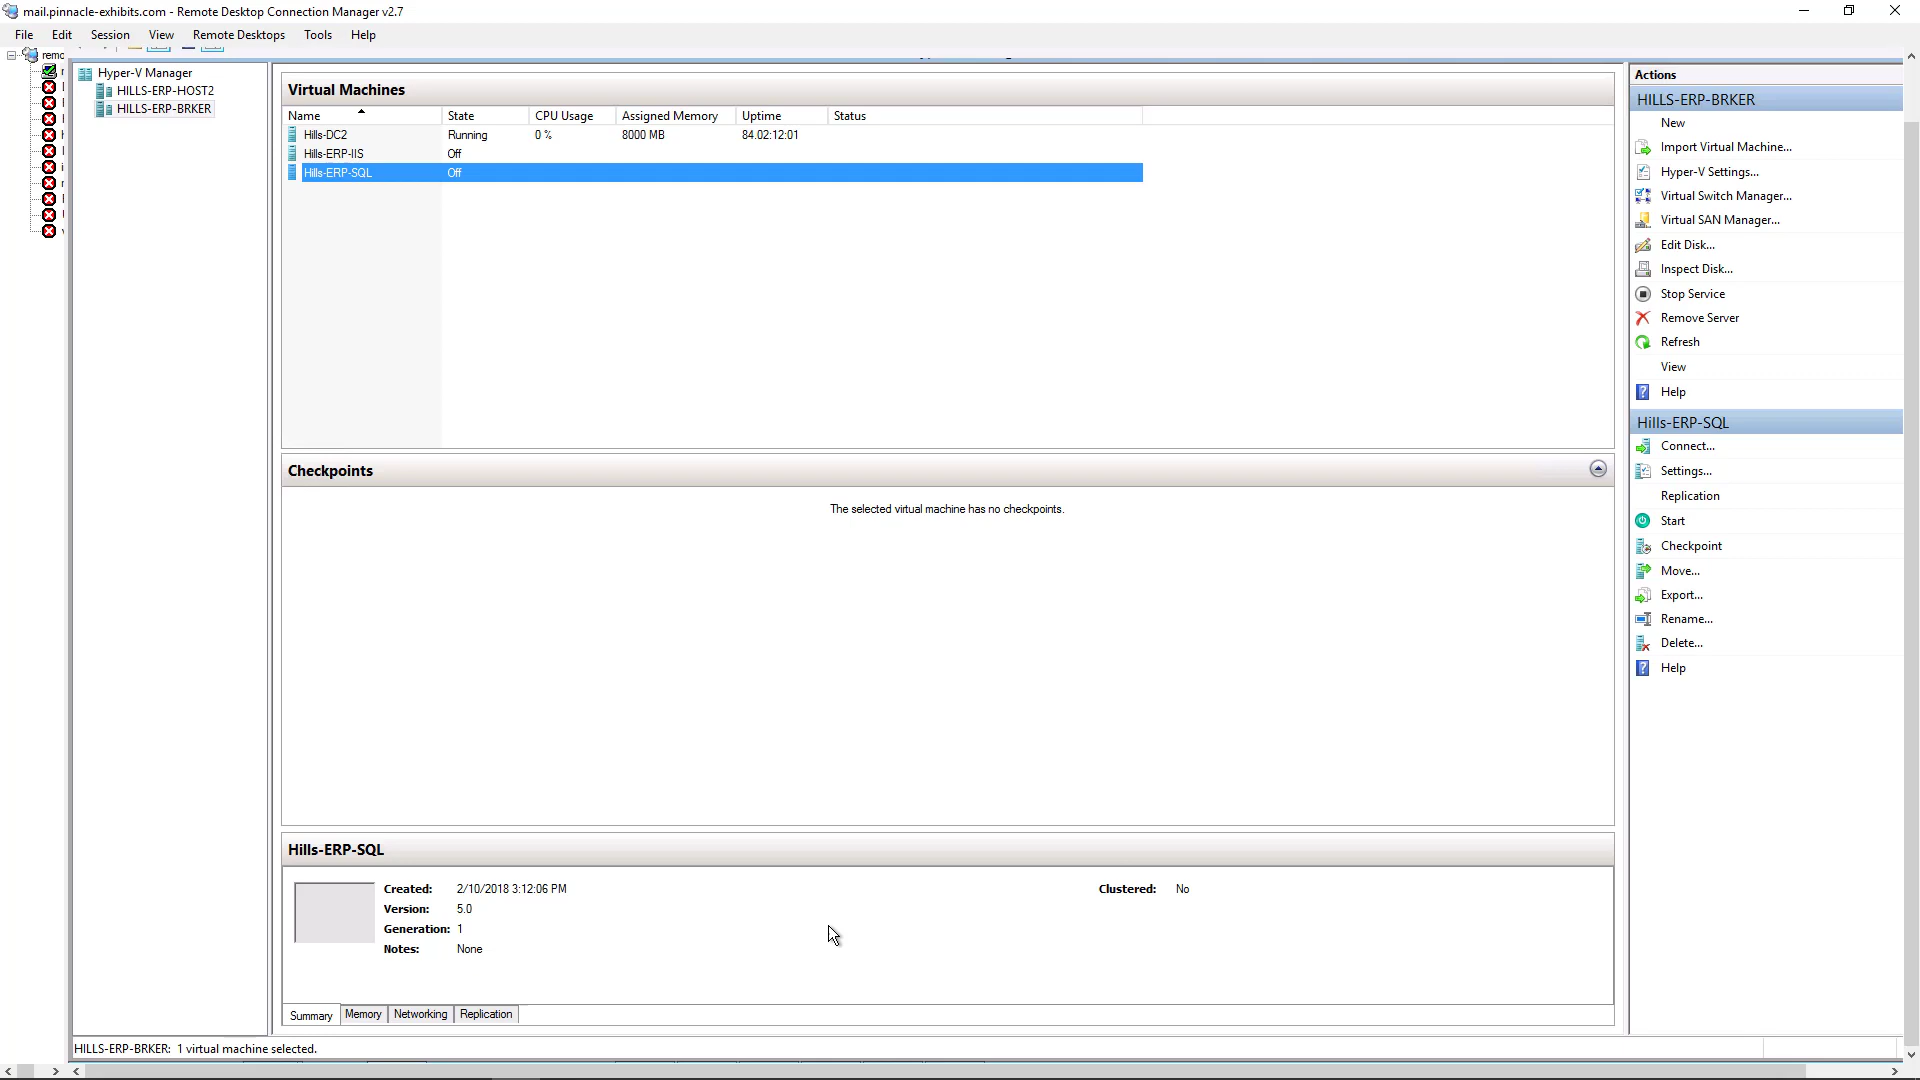 mail.pinnacle-exhibits.com - Remote Desktop Connection Manager v2.7
File Edit Session View Remote Desktops Tools Help
Hyper-V Manager
HILLS-ERP-HOST2
HILLS-ERP-BRKER
Virtual Machines
Name State CPU Usage Assigned Memory Uptime Status
Hills-DC2 Running 0 % 8000 MB 84.02:12:01
Hills-ERP-IIS Off
Hills-ERP-SQL Off
Checkpoints
The selected virtual machine has no checkpoints.
Hills-ERP-SQL
Created: 2/10/2018 3:12:06 PM Clustered: No
Version: 5.0
Generation: 1
Notes: None
Summary Memory Networking Replication
HILLS-ERP-BRKER: 1 virtual machine selected.
Actions
HILLS-ERP-BRKER
New
Import Virtual Machine...
Hyper-V Settings...
Virtual Switch Manager...
Virtual SAN Manager...
Edit Disk...
Inspect Disk...
Stop Service
Remove Server
Refresh
View
Help
Hills-ERP-SQL
Connect...
Settings...
Replication
Start
Checkpoint
Move...
Export...
Rename...
Delete...
Help